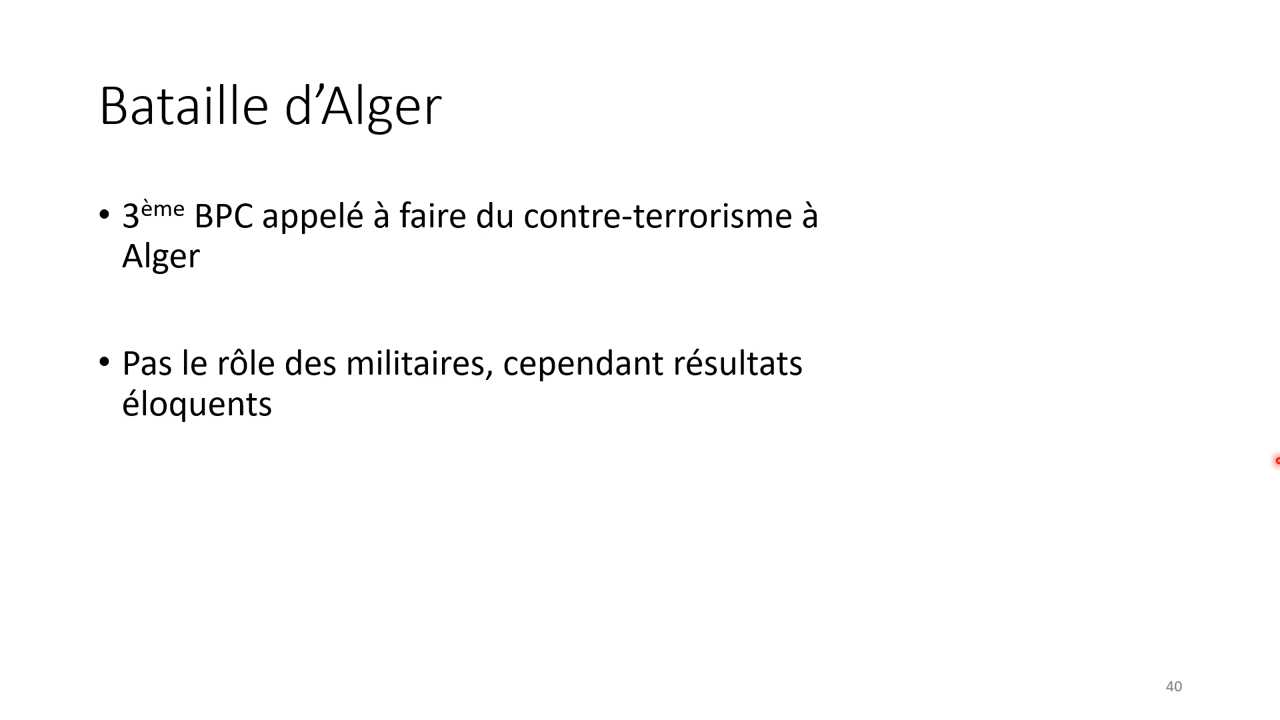 Bataille d’Alger
• 3ème BPC appelé à faire du contre-terrorisme à
Alger
• Pas le rôle des militaires, cependant résultats
éloquents
40